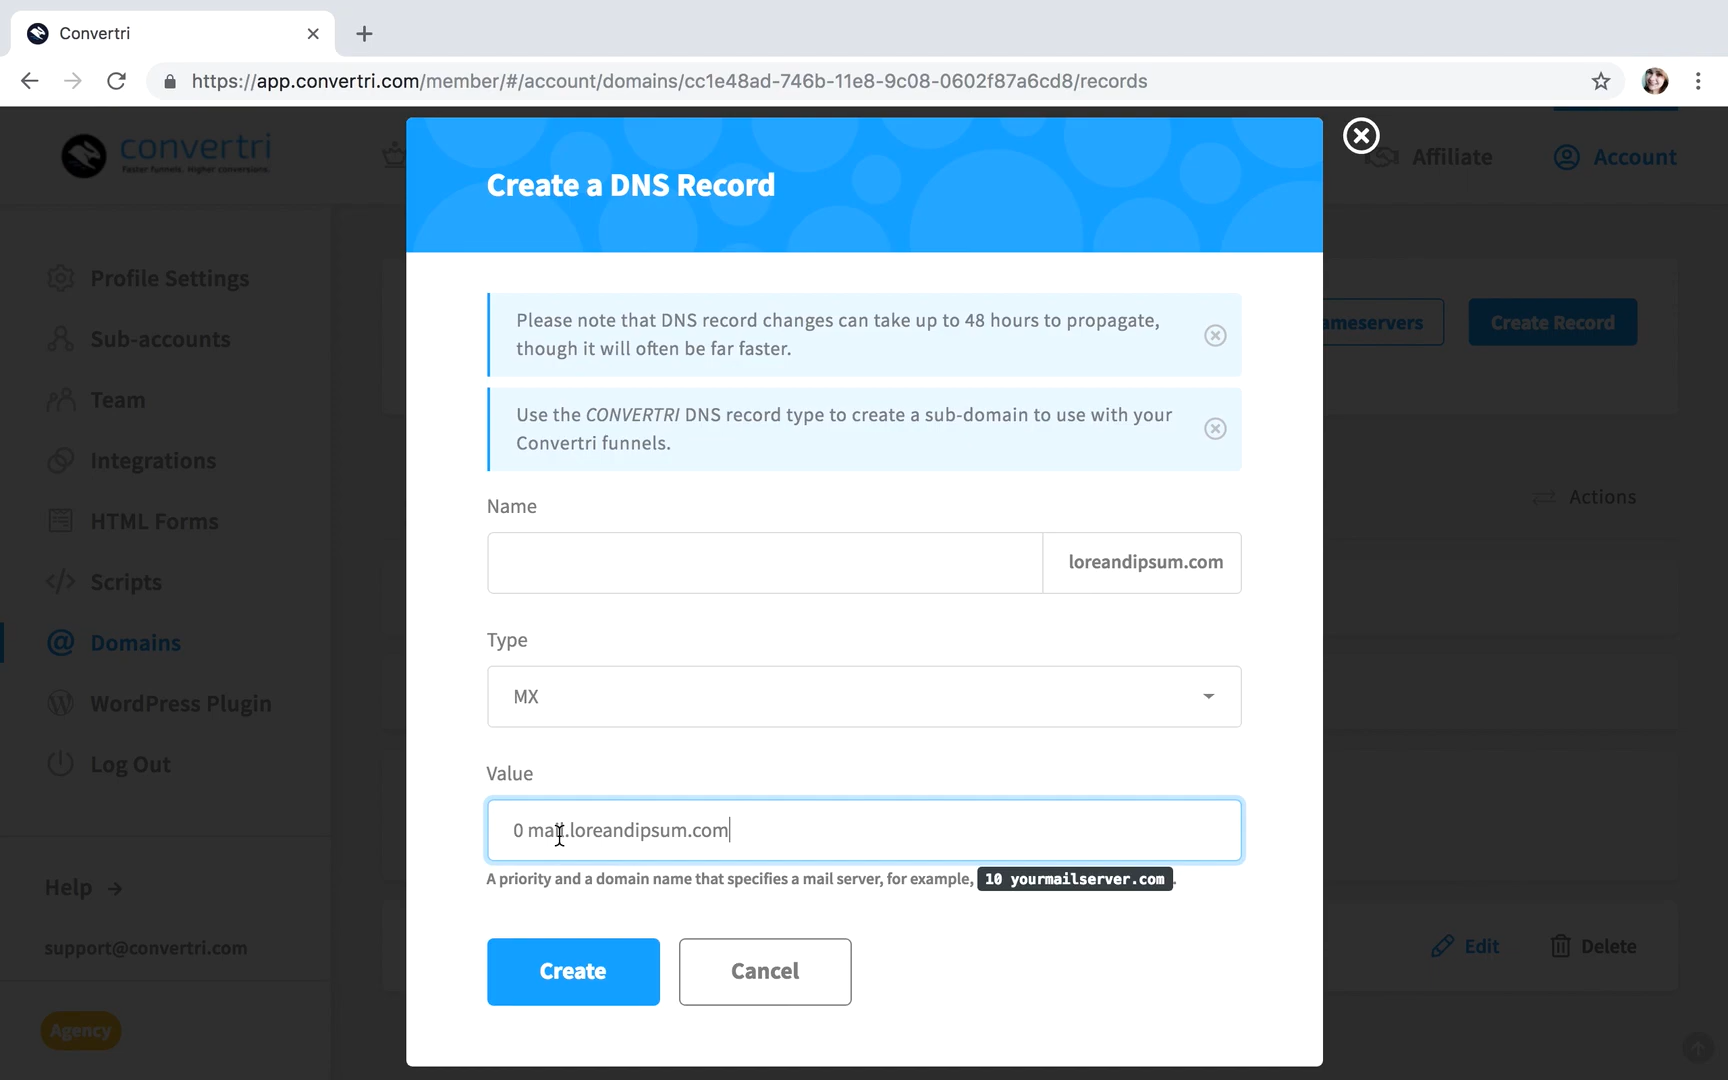 Convertri
https://app.convertri.com/member/#/account/domains/cc1e48ad-746b-11e8-9c08-0602f87a6cd8/records
convertri
Faster funnels. Higher conversions.
Affiliate
Account
Create a DNS Record
Profile Settings
Sub-accounts
Team
Integrations
HTML Forms
Scripts
Domains
WordPress Plugin
Log Out
Help
support@convertri.com
Agency
Please note that DNS record changes can take up to 48 hours to propagate,
though it will often be far faster.
Use the CONVERTRI DNS record type to create a sub-domain to use with your
Convertri funnels.
Name
loreandipsum.com
Type
MX
Value
0 mail.loreandipsum.com
A priority and a domain name that specifies a mail server, for example, 10 yourmailserver.com.
Create
Cancel
ameservers
Create Record
Actions
Edit
Delete